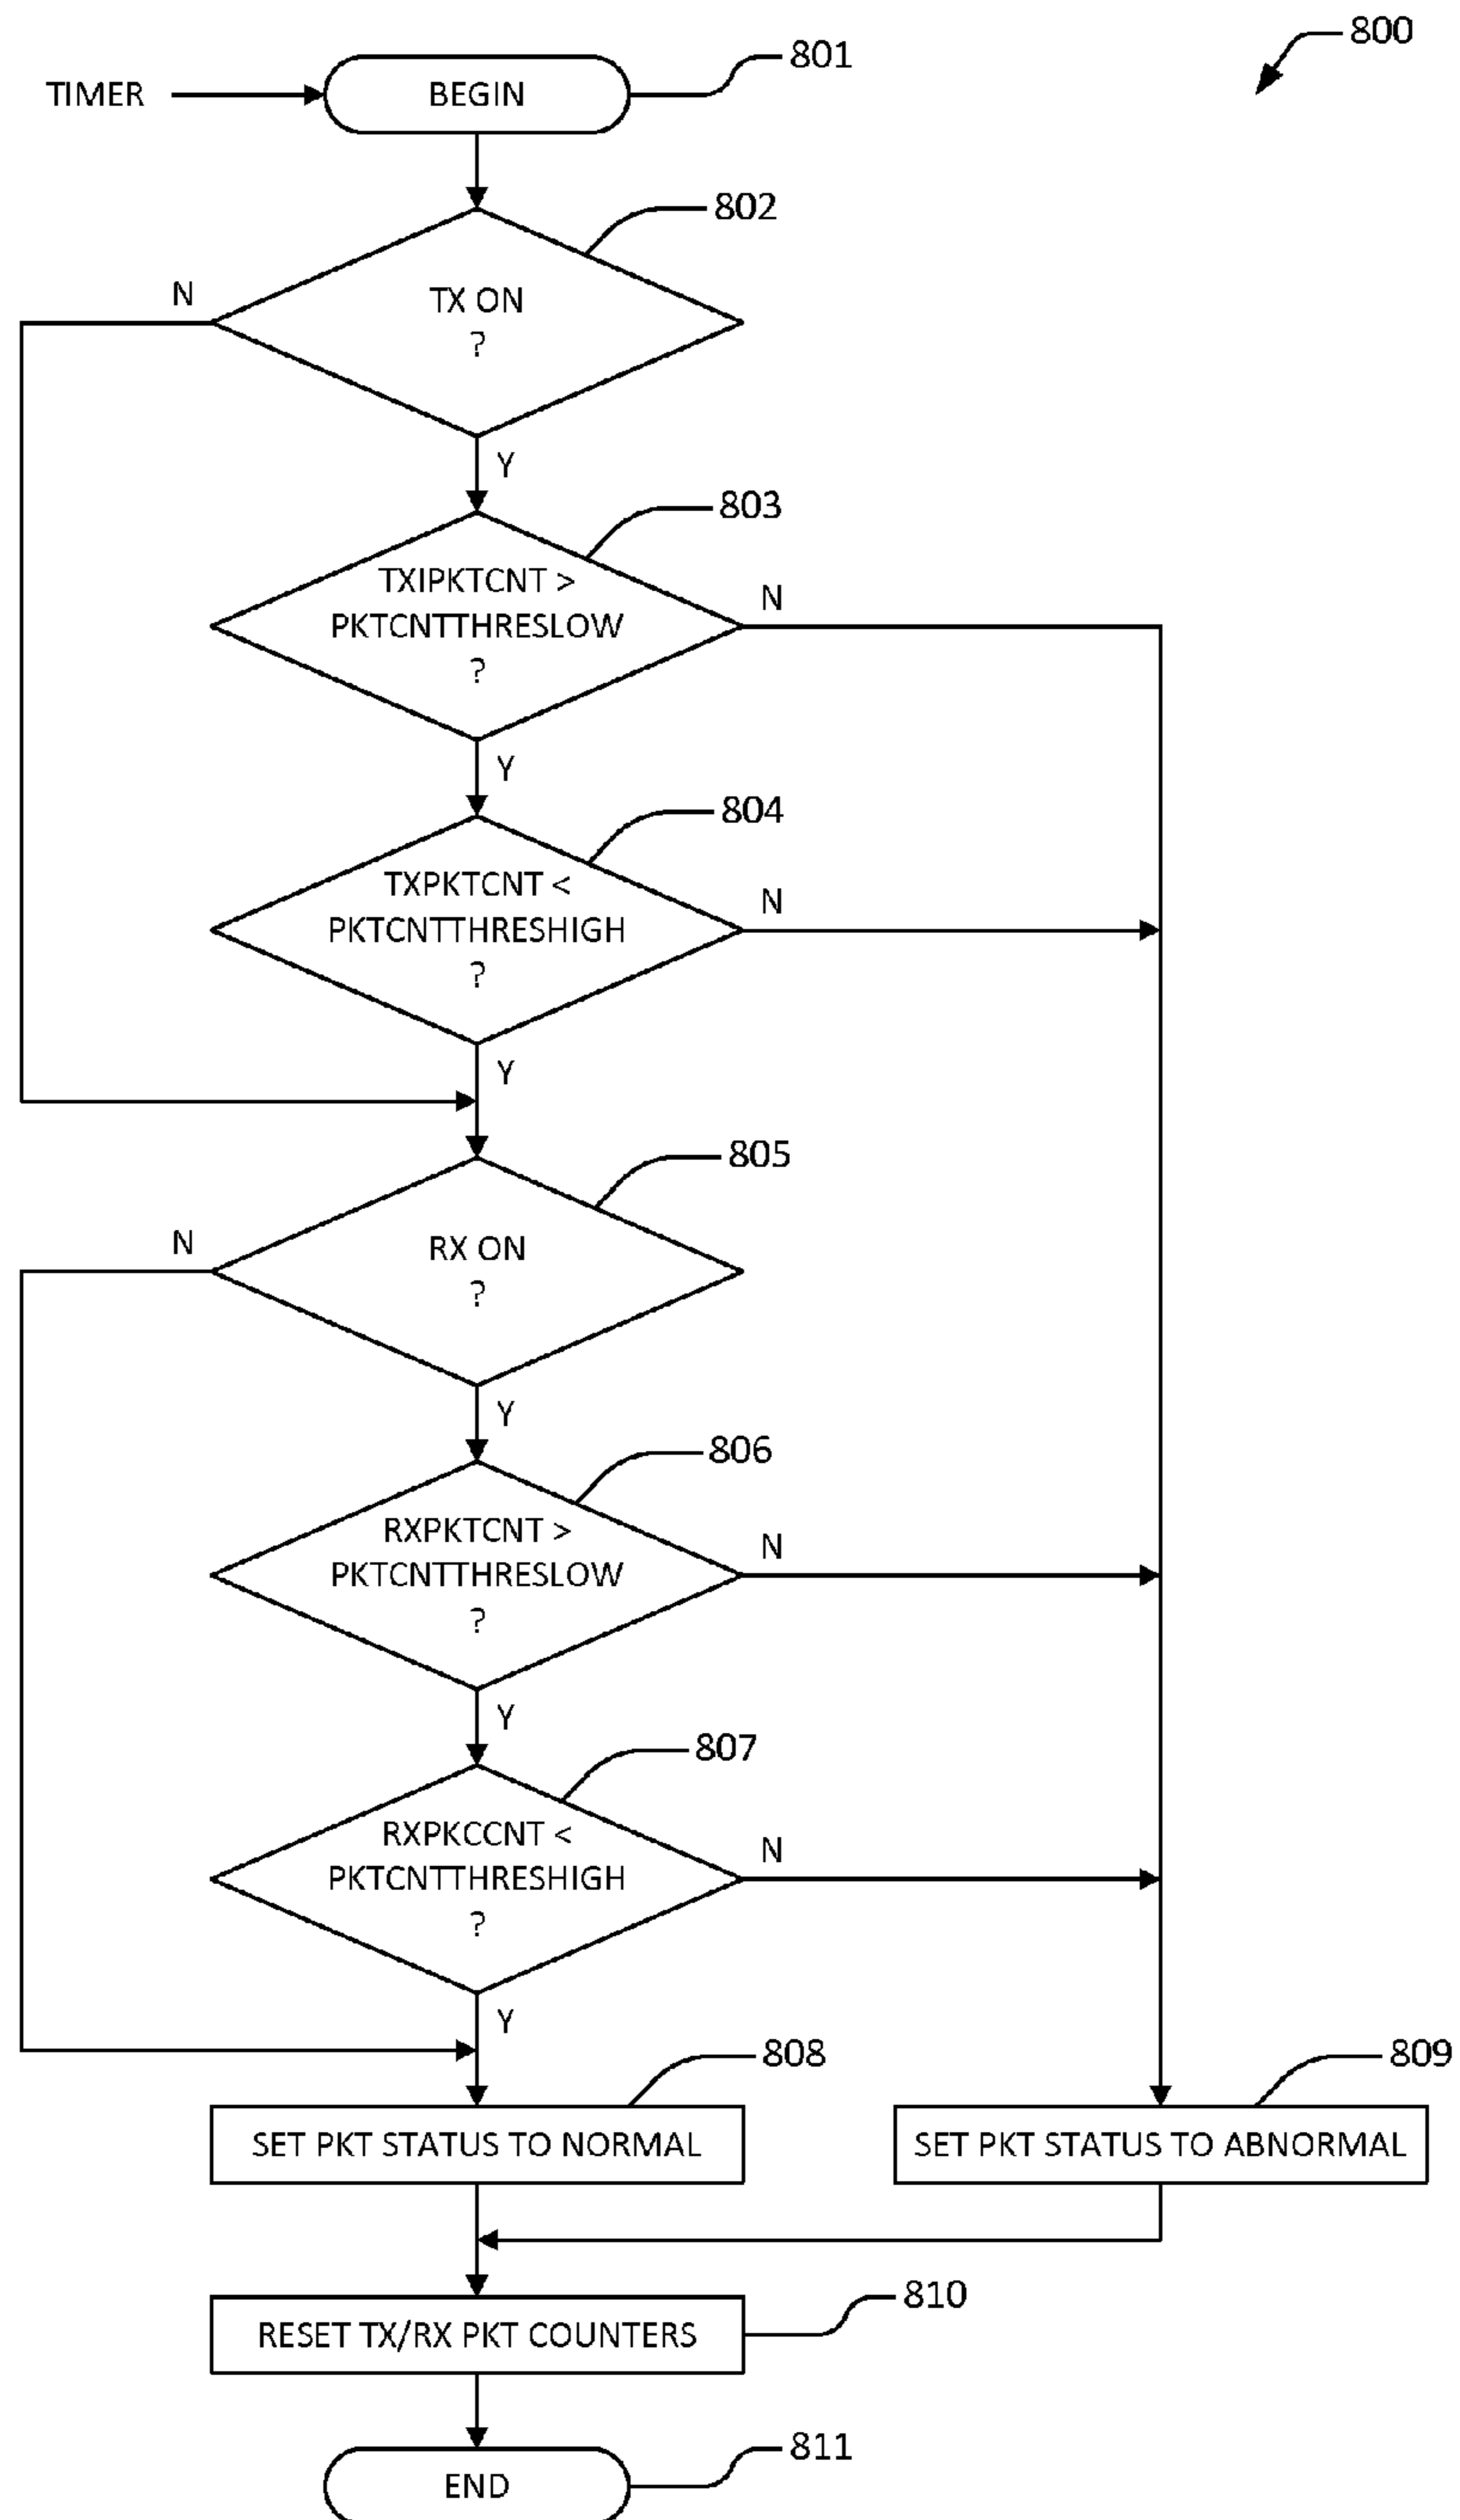 800
801
TIMER
BEGIN
802
N
TX ON
?
Y
803
TXIPKTCNT >
PKTCNTTHRESLOW
?
N
Y
804
TXPKTCNT <
PKTCNTTHRESHIGH
?
N
Y
805
N
RX ON
?
Y
806
RXPKTCNT >
PKTCNTTHRESLOW
?
N
Y
807
RXPKCCNT <
PKTCNTTHRESHIGH
?
N
Y
808
809
SET PKT STATUS TO NORMAL
SET PKT STATUS TO ABNORMAL
810
RESET TX/RX PKT COUNTERS
811
END